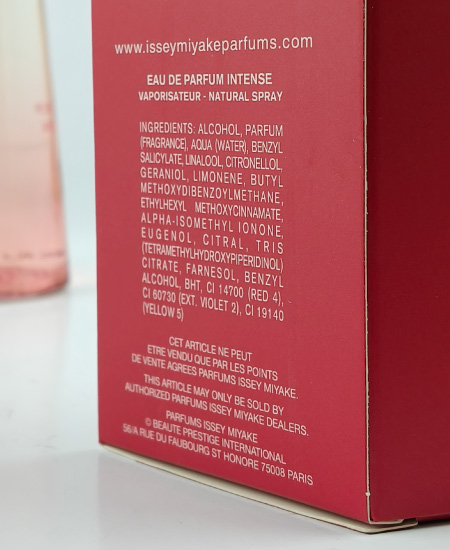 www.isseymiyakeparfums.com
EAU DE PARFUM INTENSE
VAPORISATEUR - NATURAL SPRAY
INGREDIENTS: ALCOHOL, PARFUM
(FRAGRANCE), AQUA (WATER), BENZYL
SALICYLATE, LINALOOL, CITRONELLOL,
GERANIOL, LIMONENE, BUTYL
METHOXYDIBENZOYLMETHANE,
ETHYLHEXYL METHOXYCINNAMATE,
ALPHA-ISOMETHYL IONONE,
EUGENOL, CITRAL, TRIS
(TETRAMETHYLHYDROXYPIPERIDINOL)
CITRATE, FARNESOL, BENZYL
ALCOHOL, BHT, CI 14700 (RED 4),
CI 60730 (EXT. VIOLET 2), CI 19140
(YELLOW 5)
CET ARTICLE NE PEUT
ETRE VENDU QUE PAR LES POINTS
DE VENTE AGREES PARFUMS ISSEY MIYAKE.
THIS ARTICLE MAY ONLY BE SOLD BY
AUTHORIZED PARFUMS ISSEY MIYAKE DEALERS.
PARFUMS ISSEY MIYAKE
© BEAUTE PRESTIGE INTERNATIONAL
56/A RUE DU FAUBOURG ST HONORE 75008 PARIS